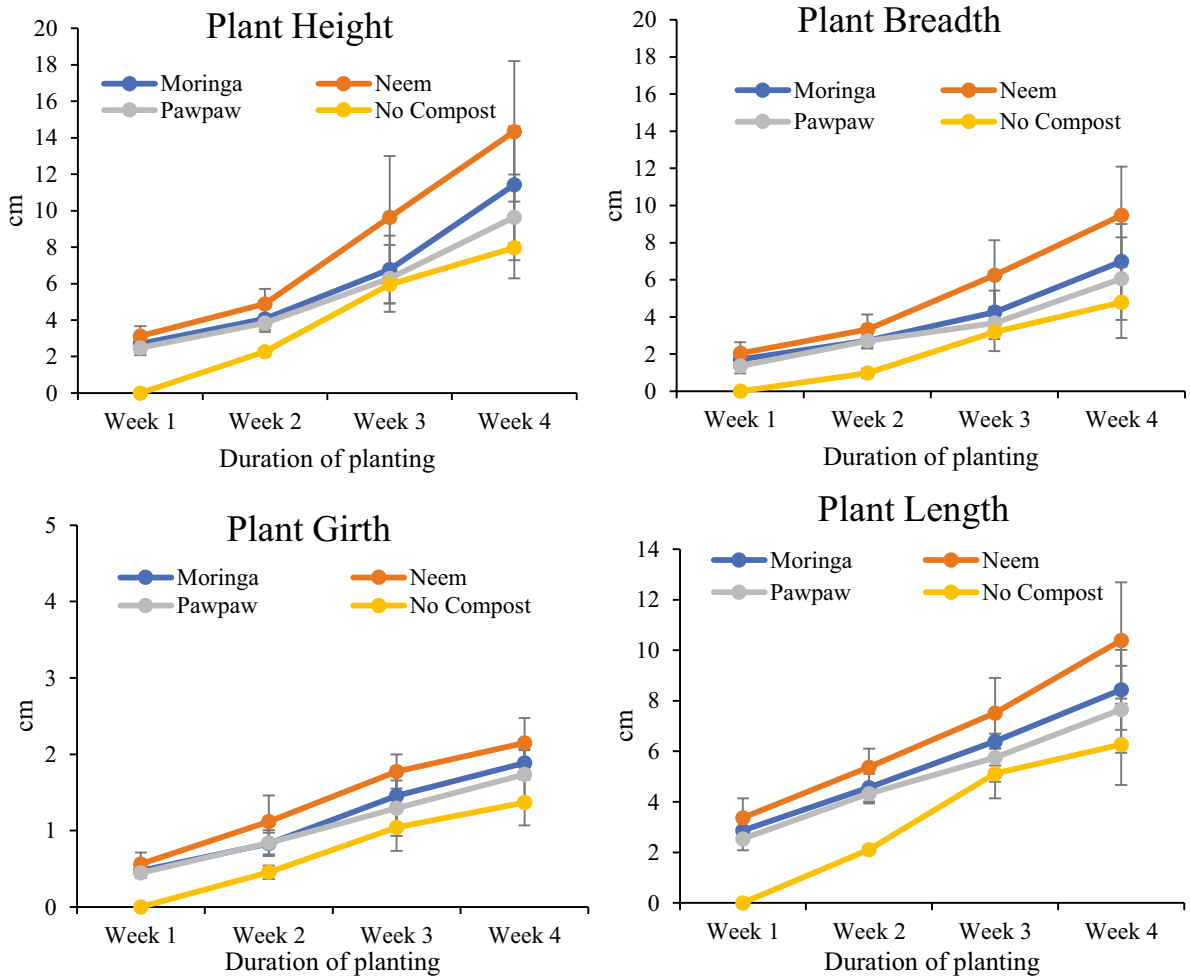 Plant Height
20
18
16
14
12
10
8
6
4
2
0
cm
Moringa Neem
Pawpaw No Compost
Week 1 Week 2 Week 3 Week 4
Duration of planting
Plant Breadth
20
18
16
14
12
10
8
6
4
2
0
cm
Moringa Neem
Pawpaw No Compost
Week 1 Week 2 Week 3 Week 4
Duration of planting
Plant Girth
5
4
3
2
1
0
cm
Moringa Neem
Pawpaw No Compost
Week 1 Week 2 Week 3 Week 4
Duration of planting
Plant Length
14
12
10
8
6
4
2
0
cm
Moringa Neem
Pawpaw No Compost
Week 1 Week 2 Week 3 Week 4
Duration of planting